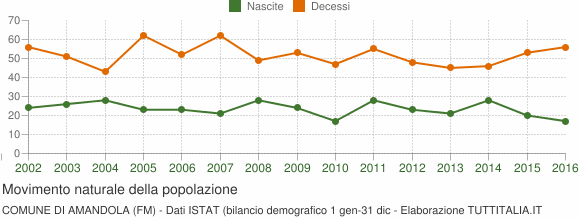 Nascite Decessi
70
60
50
40
30
20
10
0
2002 2003 2004 2005 2006 2007 2008 2009 2010 2011 2012 2013 2014 2015 2016
Movimento naturale della popolazione
COMUNE DI AMANDOLA (FM) - Dati ISTAT (bilancio demografico 1 gen-31 dic - Elaborazione TUTTITALIA.IT